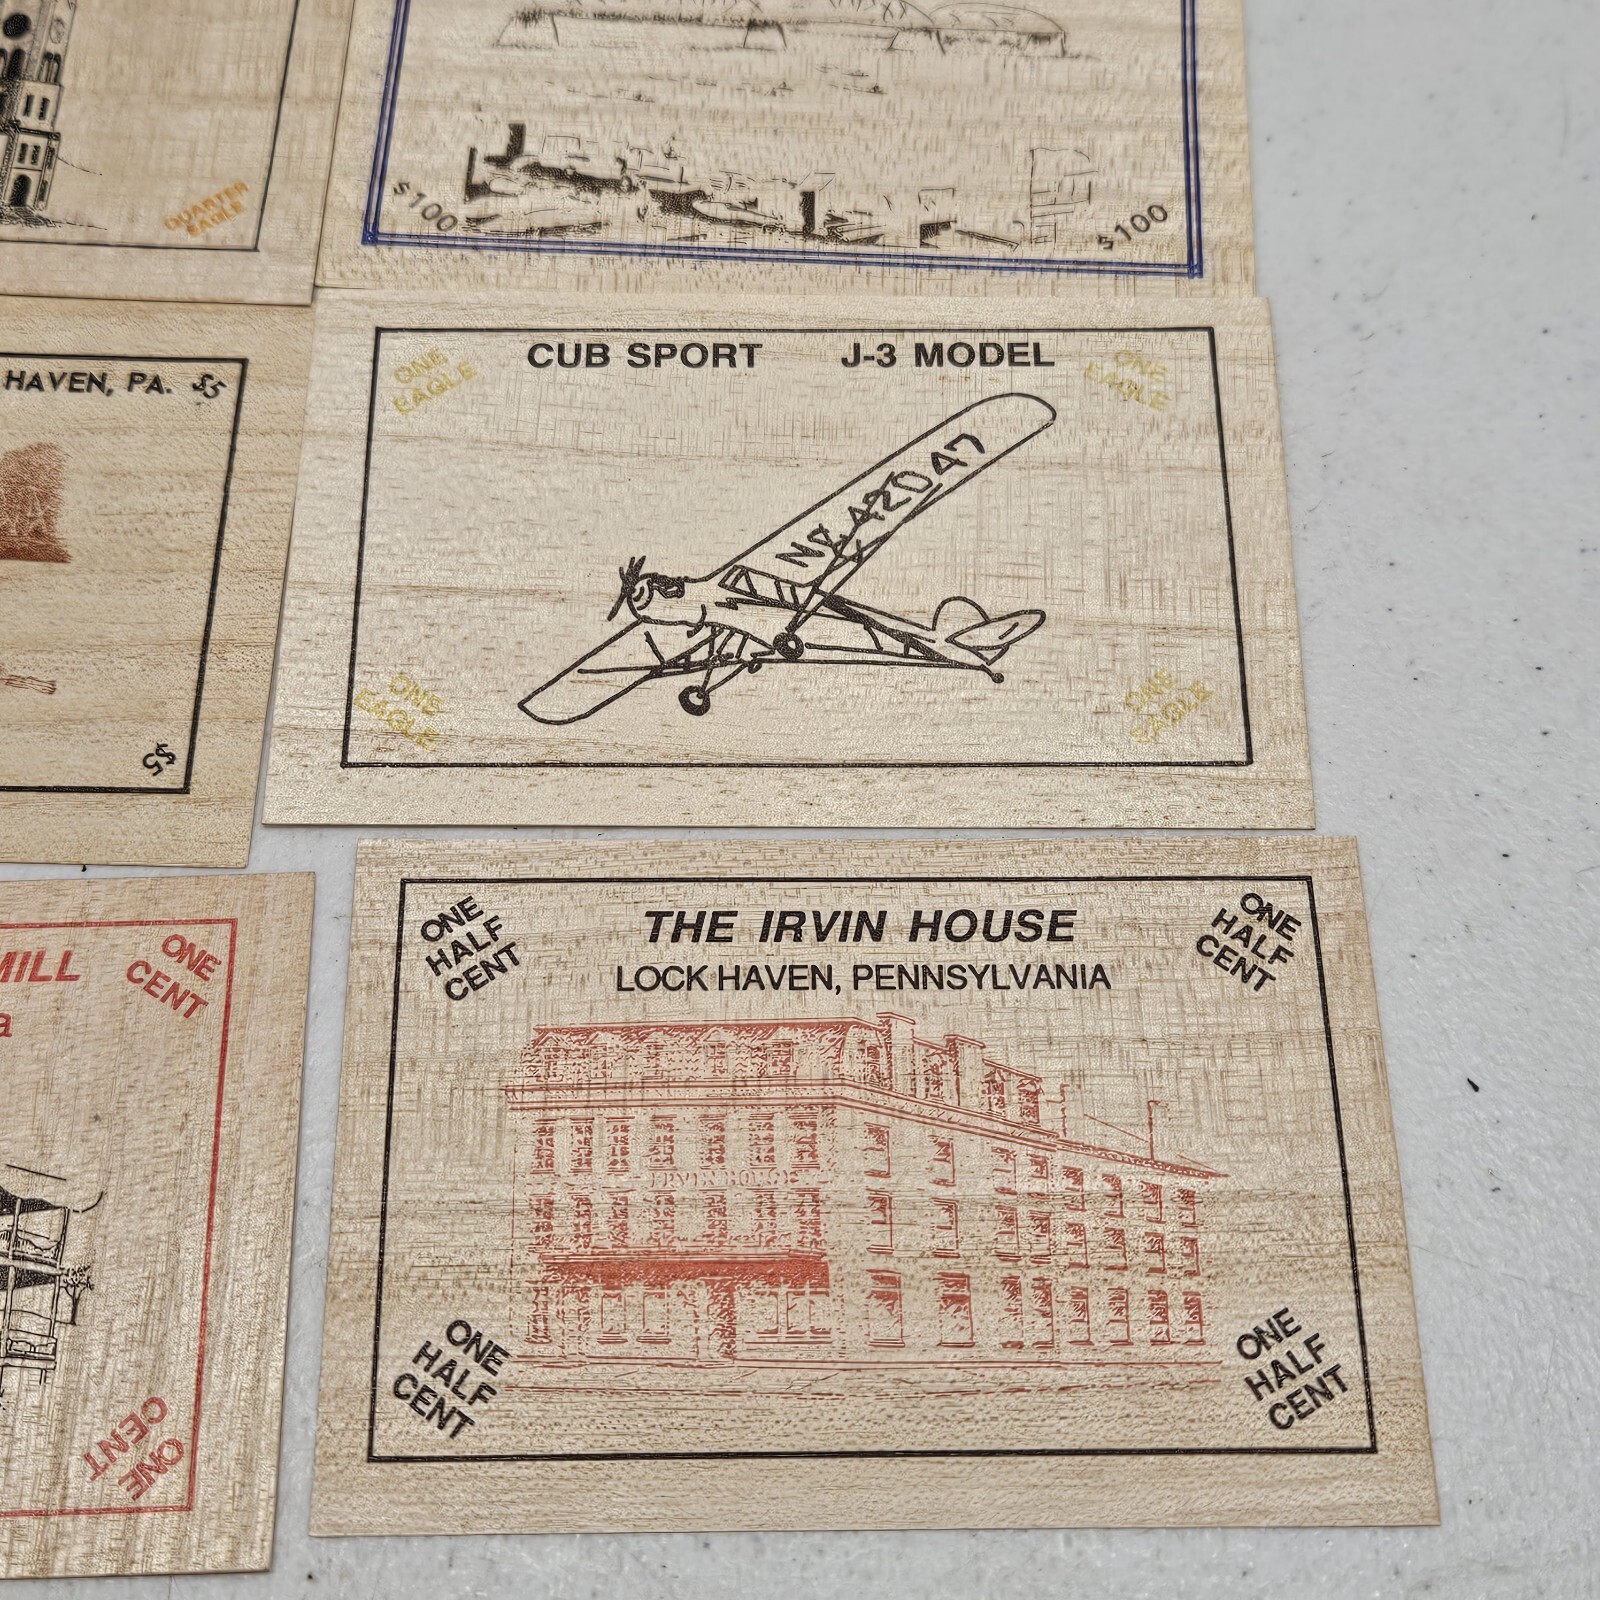 QUARTER
EAGLE
$100
$100
HAVEN, PA. $5
$5
ONE
EAGLE
CUB SPORT J-3 MODEL
ONE
EAGLE
ONE
EAGLE
ONE
EAGLE
MILL
ONE
CENT
a
ONE
CENT
ONE
HALF
CENT
THE IRVIN HOUSE
LOCK HAVEN, PENNSYLVANIA
ONE
HALF
CENT
IRVIN HOUSE
ONE
HALF
CENT
ONE
HALF
CENT